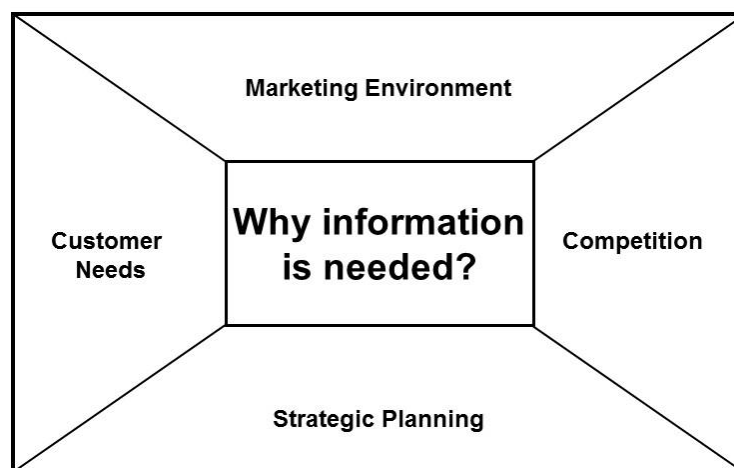 Marketing Environment
Customer
Needs
Why information
is needed?
Competition
Strategic Planning